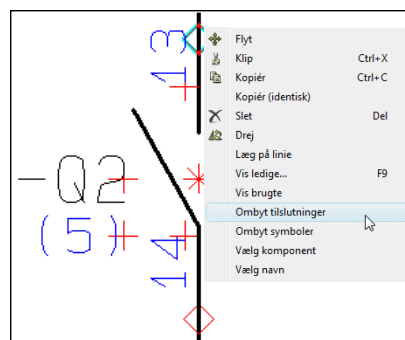 13
-Q2
(5)
14
Flyt
Klip Ctrl+X
Kopiér Ctrl+C
Kopiér (identisk)
Slet Del
Drej
Læg på linie
Vis ledige... F9
Vis brugte
Ombyt tilslutninger
Ombyt symboler
Vælg komponent
Vælg navn